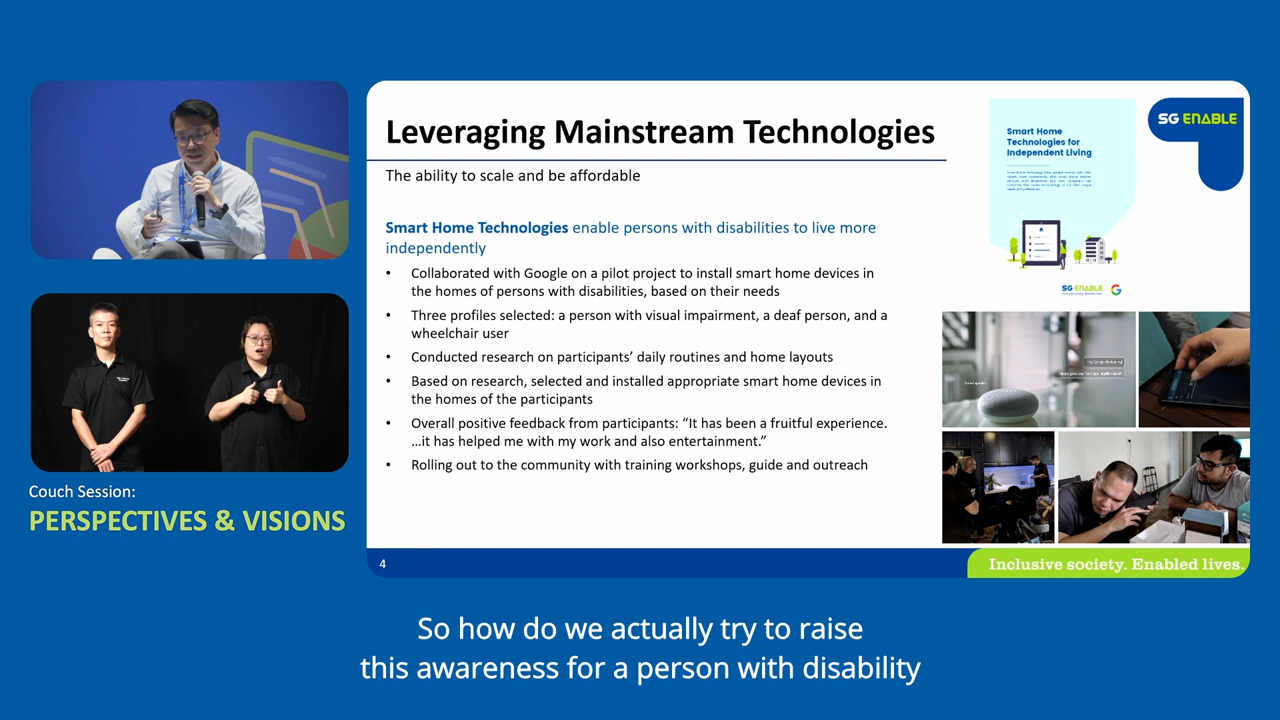 Leveraging Mainstream Technologies
The ability to scale and be affordable
Smart Home Technologies enable persons with disabilities to live more
independently
• Collaborated with Google on a pilot project to install smart home devices in
the homes of persons with disabilities, based on their needs
• Three profiles selected: a person with visual impairment, a deaf person, and a
wheelchair user
• Conducted research on participants’ daily routines and home layouts
• Based on research, selected and installed appropriate smart home devices in
the homes of the participants
• Overall positive feedback from participants: “It has been a fruitful experience.
…it has helped me with my work and also entertainment.”
• Rolling out to the community with training workshops, guide and outreach
Smart Home
Technologies for
Independent Living
SG ENABLE
SG ENABLE
4
Inclusive society. Enabled lives.
Couch Session:
PERSPECTIVES & VISIONS
So how do we actually try to raise
this awareness for a person with disability